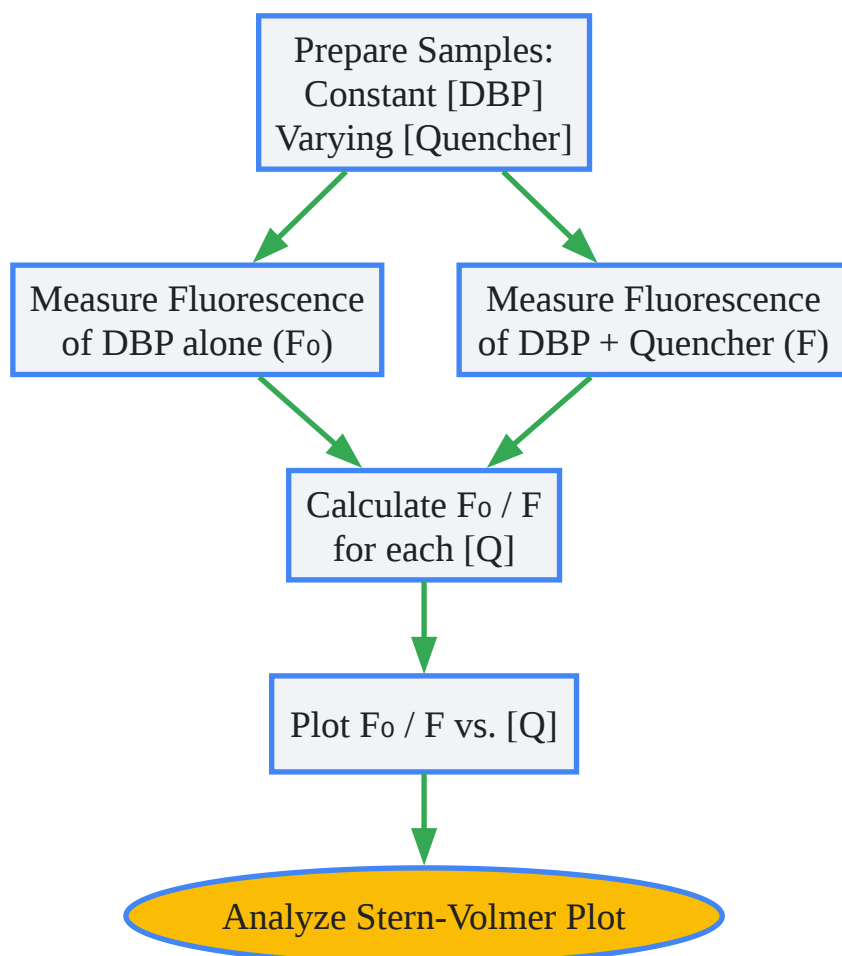 Prepare Samples:
Constant [DBP]
Varying [Quencher]
Measure Fluorescence
of DBP alone (F₀)
Measure Fluorescence
of DBP + Quencher (F)
Calculate F₀ / F
for each [Q]
Plot F₀ / F vs. [Q]
Analyze Stern-Volmer Plot